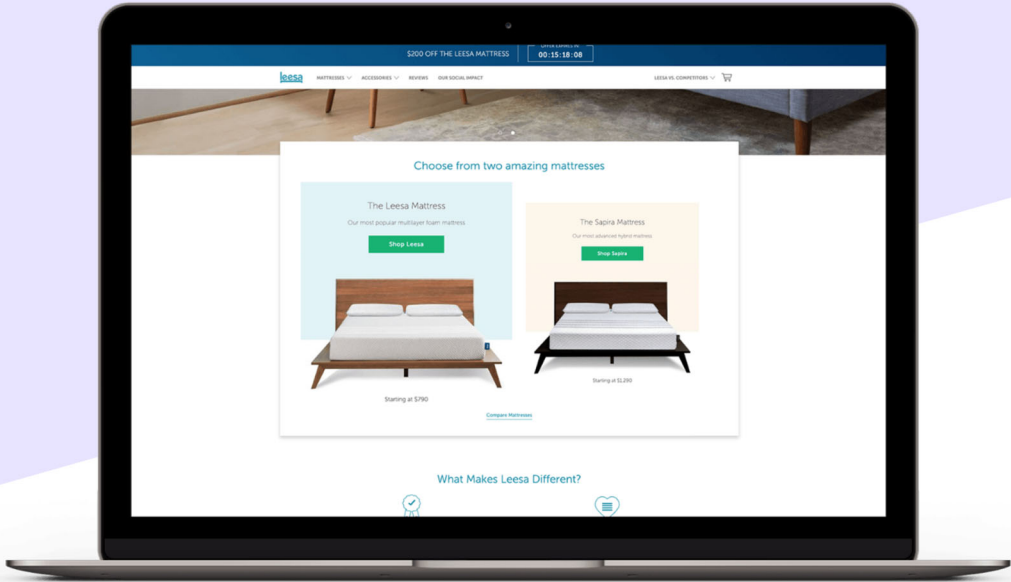 $200 OFF THE LEESA MATTRESS
OFFER EXPIRES IN
00:15:18:08
leesa
MATTRESSES
ACCESSORIES
REVIEWS
OUR SOCIAL IMPACT
LEESA VS. COMPETITORS
Choose from two amazing mattresses
The Leesa Mattress
Our most popular multilayer foam mattress
Shop Leesa
Starting at $790
The Sapira Mattress
Our most advanced hybrid mattress
Shop Sapira
Starting at $1,290
Compare Mattresses
What Makes Leesa Different?